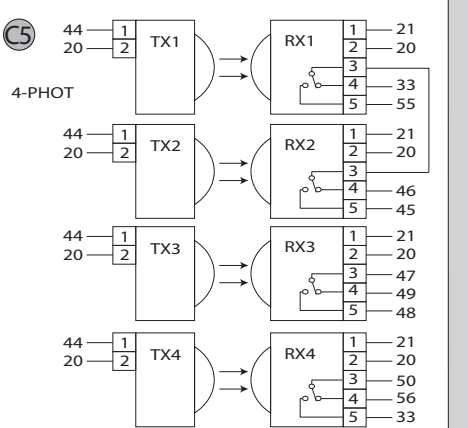 C5
4-PHOT
44 1 TX1 RX1 1 21
20 2 2 20
3
4 33
5 55
44 1 TX2 RX2 1 21
20 2 2 20
3
4 46
5 45
44 1 TX3 RX3 1 21
20 2 2 20
3 47
4 49
5 48
44 1 TX4 RX4 1 21
20 2 2 20
3 50
4 56
5 33